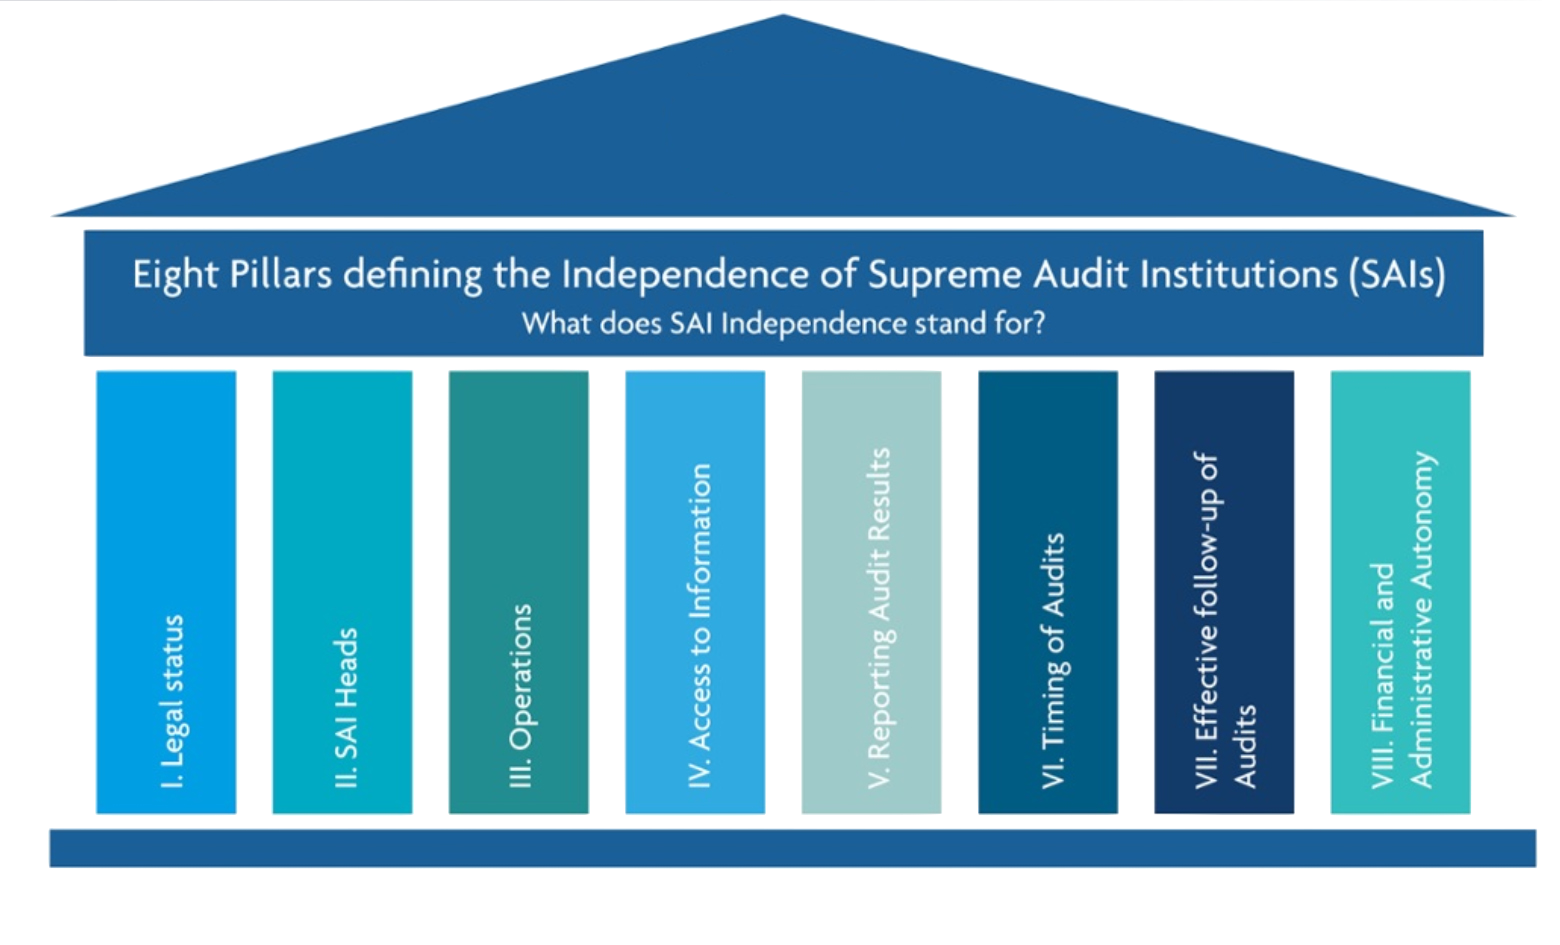 Eight Pillars defining the Independence of Supreme Audit Institutions (SAIs)
What does SAI Independence stand for?
I. Legal status
II. SAI Heads
III. Operations
IV. Access to Information
V. Reporting Audit Results
VI. Timing of Audits
VII. Effective follow-up of
Audits
VIII. Financial and
Administrative Autonomy